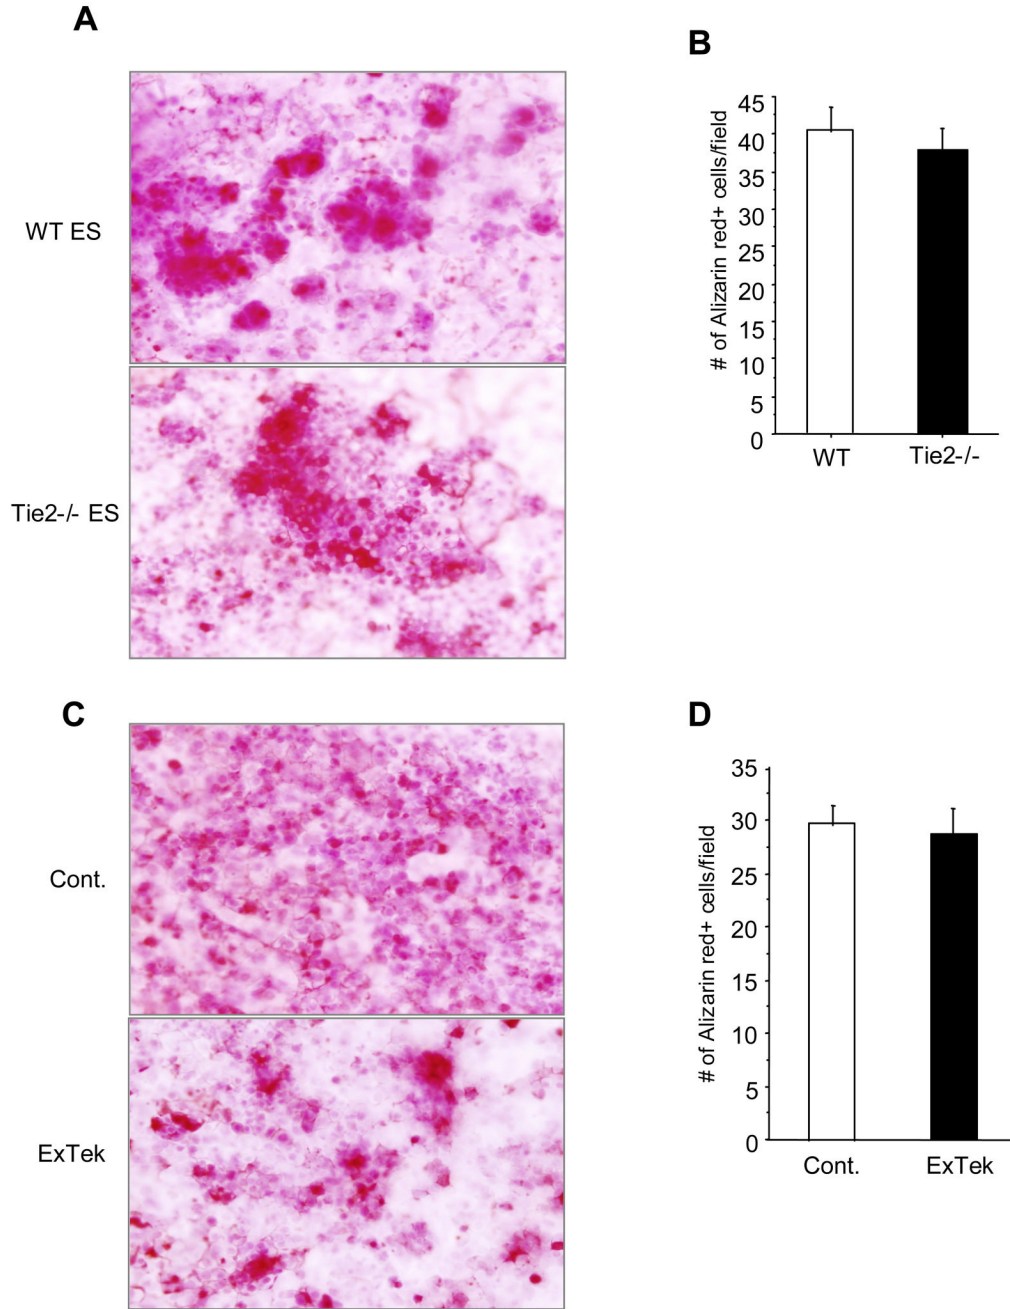 A
WT ES
Tie2-/- ES
B
# of Alizarin red+ cells/field
45
40
35
30
25
20
15
10
5
0
WT
Tie2-/-
C
Cont.
ExTek
D
# of Alizarin red+ cells/field
35
30
25
20
15
10
5
0
Cont.
ExTek